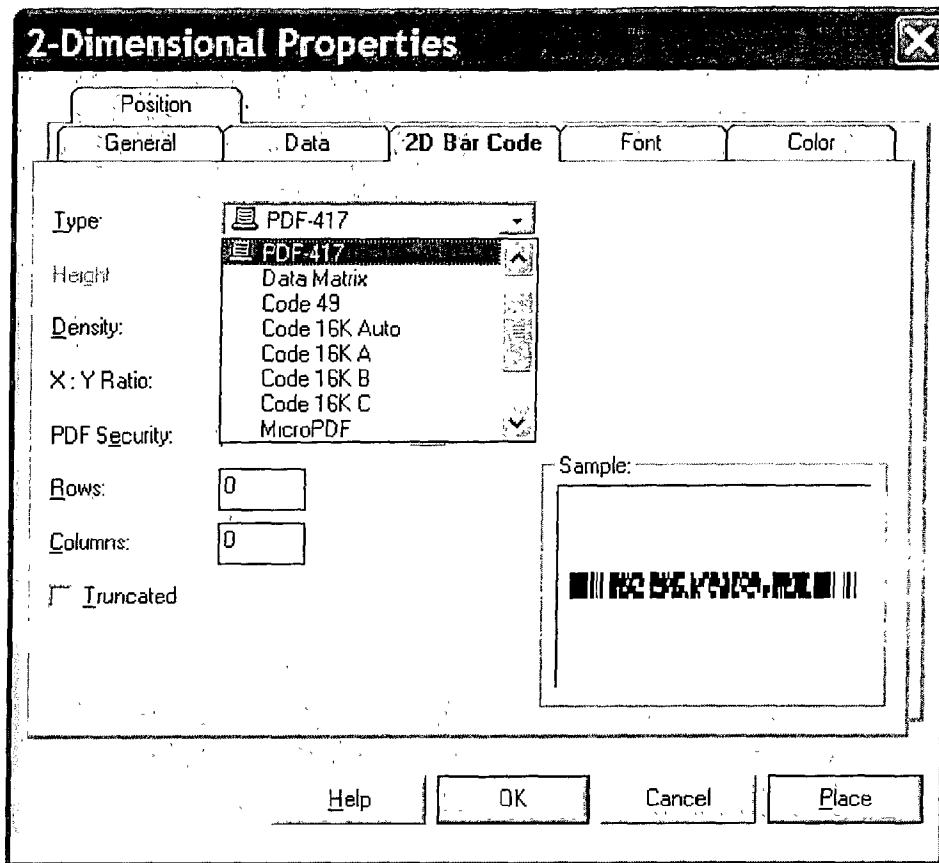 2-Dimensional Properties
Position
General Data 2D Bar Code Font Color
Type: PDF-417
PDF-417
Height
Data Matrix
Code 49
Density:
Code 16K Auto
Code 16K A
X : Y Ratio:
Code 16K B
Code 16K C
PDF Security:
MicroPDF
Sample:
Rows: 0
Columns: 0
Truncated
Help OK Cancel Place